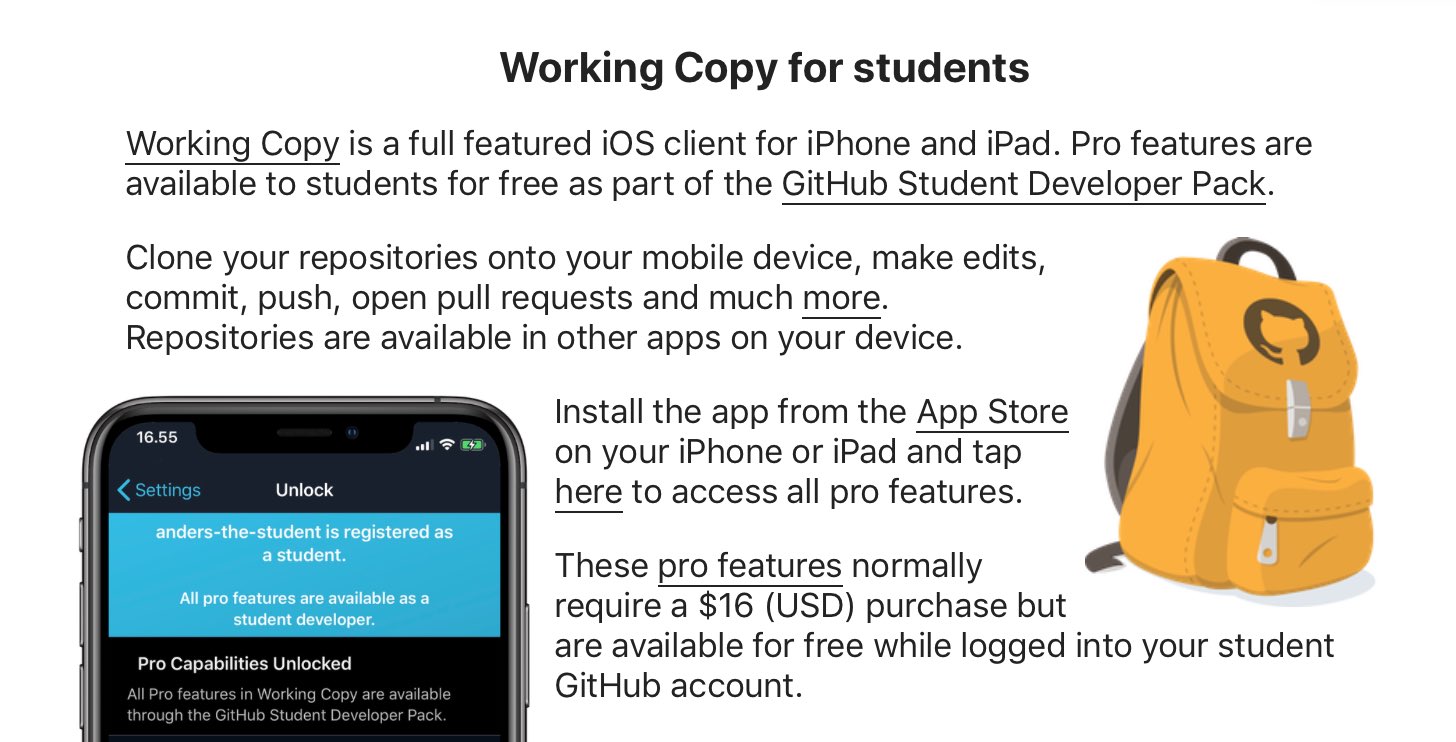 Working Copy for students
Working Copy is a full featured iOS client for iPhone and iPad. Pro features are
available to students for free as part of the GitHub Student Developer Pack.
Clone your repositories onto your mobile device, make edits,
commit, push, open pull requests and much more.
Repositories are available in other apps on your device.
16.55
Settings
Unlock
anders-the-student is registered as
a student.
All pro features are available as a
student developer.
Pro Capabilities Unlocked
All Pro features in Working Copy are available
through the GitHub Student Developer Pack.
Install the app from the App Store
on your iPhone or iPad and tap
here to access all pro features.
These pro features normally
require a $16 (USD) purchase but
are available for free while logged into your student
GitHub account.